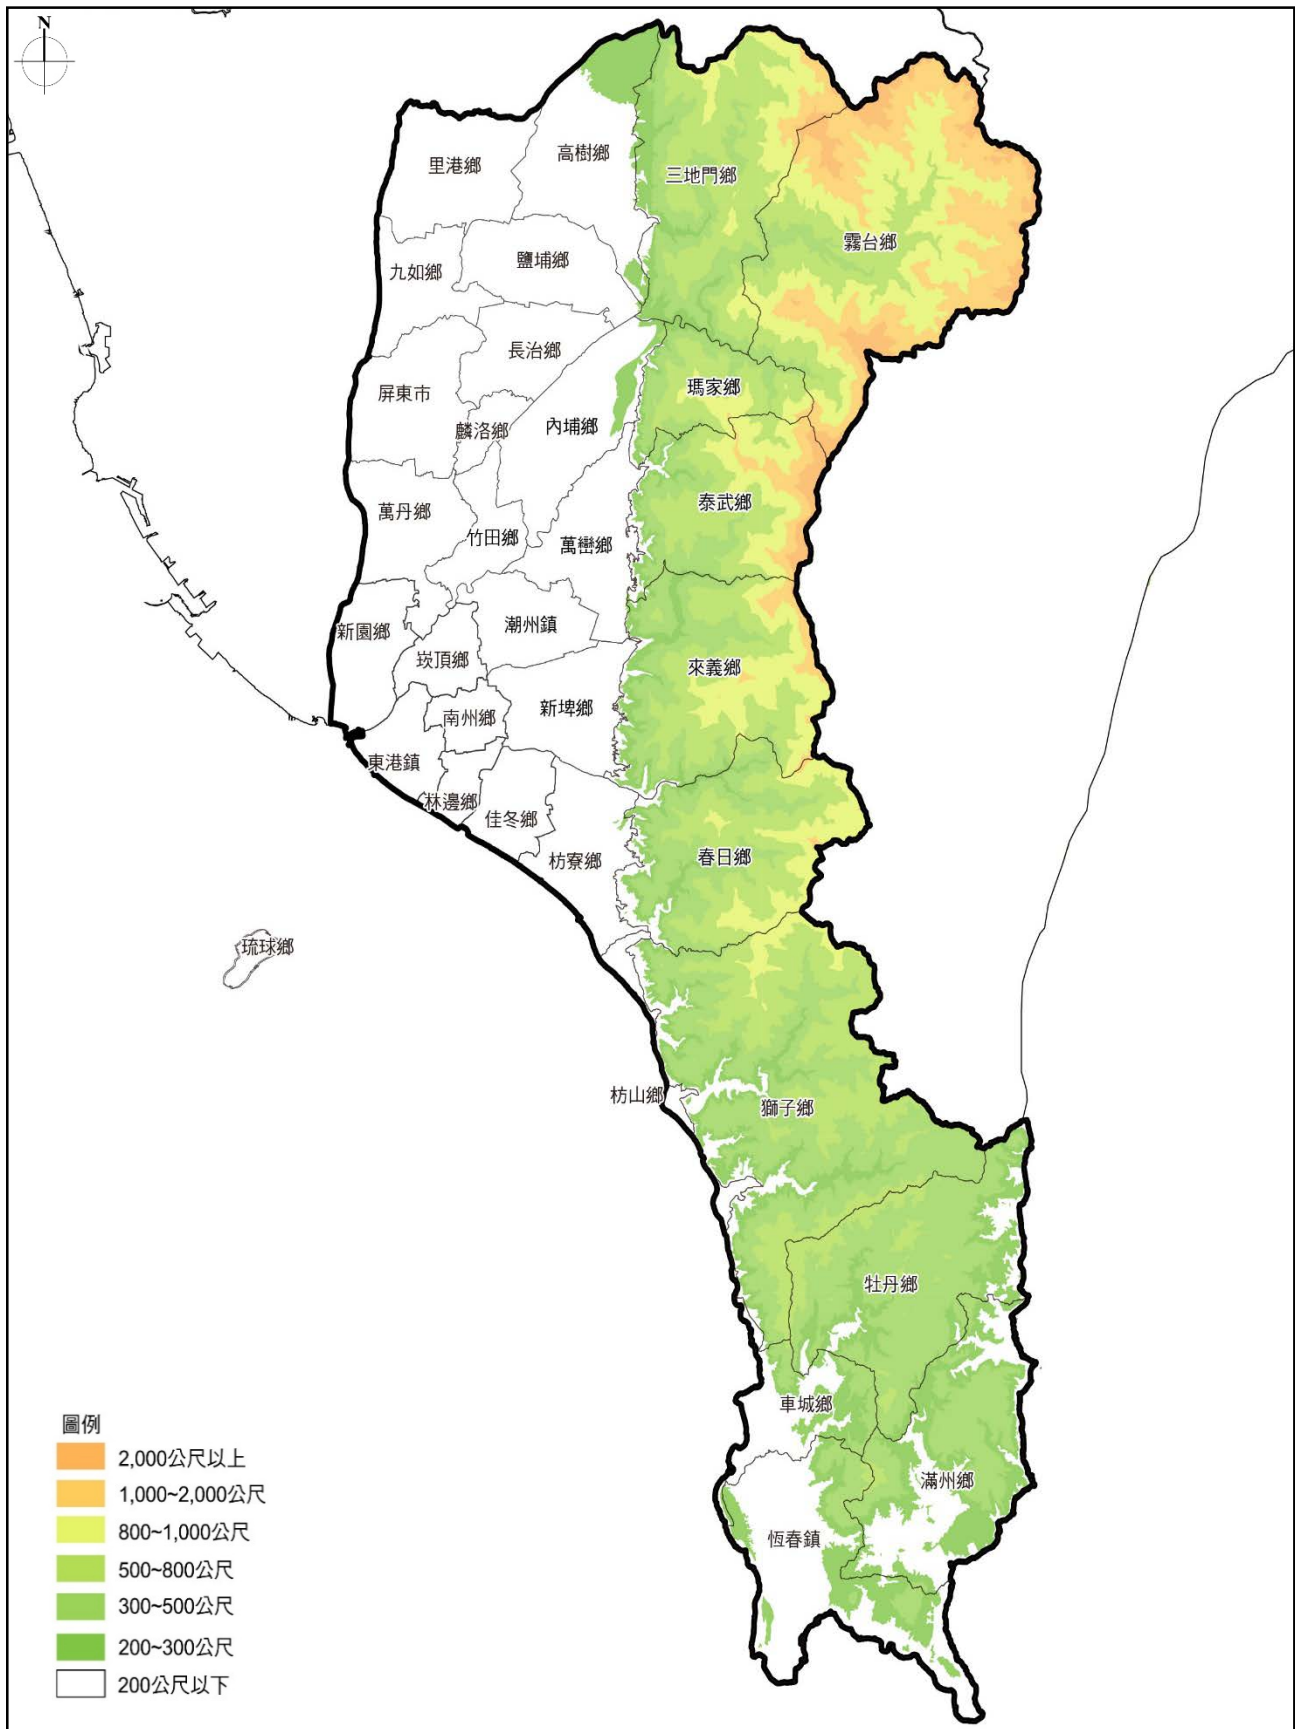 N
里港鄉
高樹鄉
三地門鄉
霧台鄉
九如鄉
鹽埔鄉
長治鄉
屏東市
瑪家鄉
麟洛鄉
內埔鄉
泰武鄉
萬丹鄉
竹田鄉
萬巒鄉
新園鄉
潮州鎮
崁頂鄉
來義鄉
南州鄉
新埤鄉
東港鎮
林邊鄉
佳冬鄉
枋寮鄉
春日鄉
琉球鄉
枋山鄉
獅子鄉
牡丹鄉
車城鄉
滿州鄉
恆春鎮
圖例
2,000公尺以上
1,000~2,000公尺
800~1,000公尺
500~800公尺
300~500公尺
200~300公尺
200公尺以下